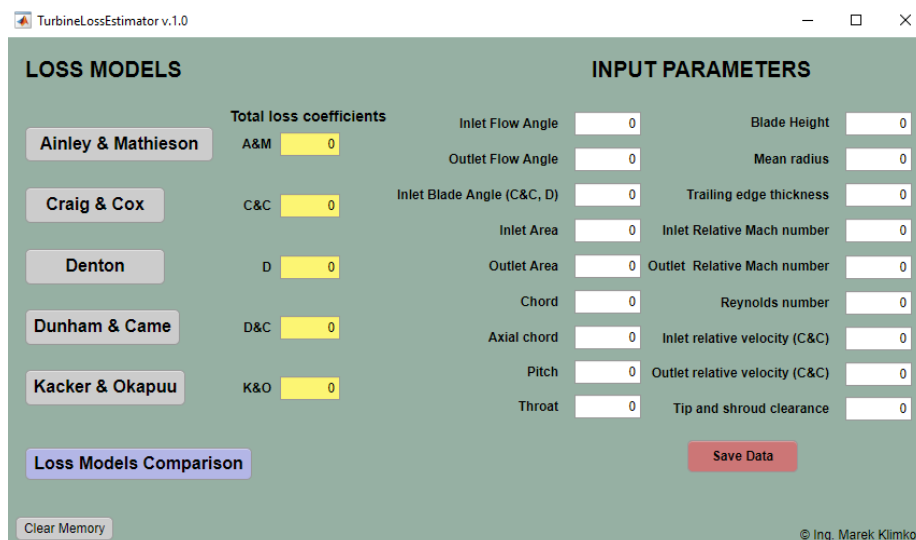 TurbineLossEstimator v.1.0
LOSS MODELS
INPUT PARAMETERS
Total loss coefficients
Ainley & Mathieson
A&M 0
Craig & Cox
C&C 0
Denton
D 0
Dunham & Came
D&C 0
Kacker & Okapuu
K&O 0
Loss Models Comparison
Clear Memory
Inlet Flow Angle 0
Outlet Flow Angle 0
Inlet Blade Angle (C&C, D) 0
Inlet Area 0
Outlet Area 0
Chord 0
Axial chord 0
Pitch 0
Throat 0
Blade Height 0
Mean radius 0
Trailing edge thickness 0
Inlet Relative Mach number 0
Outlet Relative Mach number 0
Reynolds number 0
Inlet relative velocity (C&C) 0
Outlet relative velocity (C&C) 0
Tip and shroud clearance 0
Save Data
© Ing. Marek Klimko